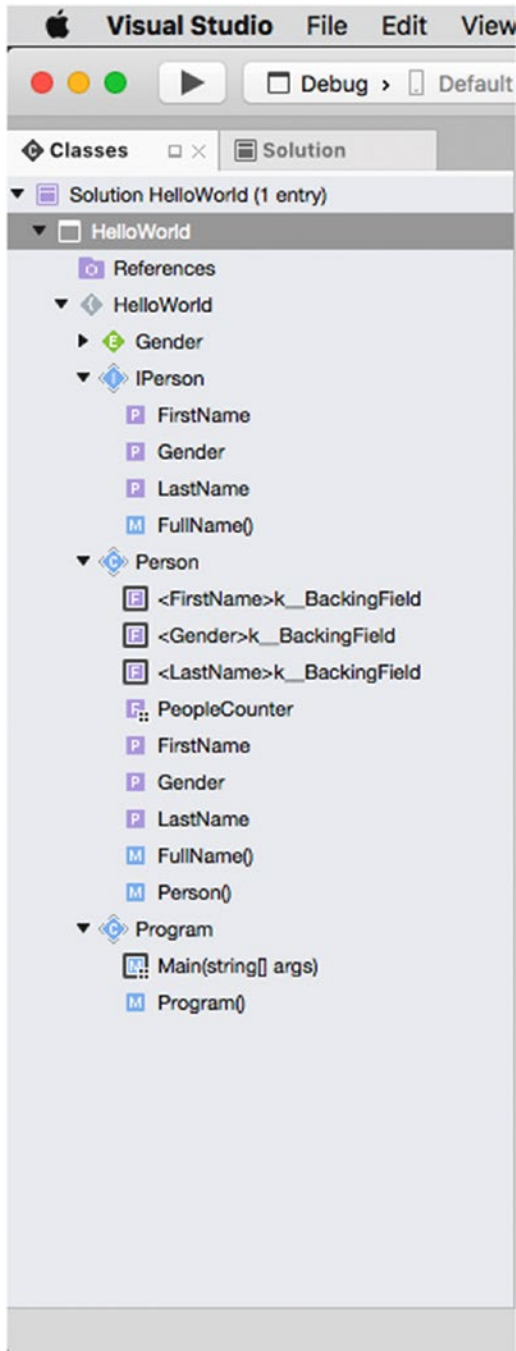 Visual Studio File Edit View
Debug › Default
C Classes Solution
Solution HelloWorld (1 entry)
HelloWorld
References
HelloWorld
E Gender
I IPerson
P FirstName
P Gender
P LastName
M FullName()
C Person
F <FirstName>k__BackingField
F <Gender>k__BackingField
F <LastName>k__BackingField
F PeopleCounter
P FirstName
P Gender
P LastName
M FullName()
M Person()
C Program
M Main(string[] args)
M Program()